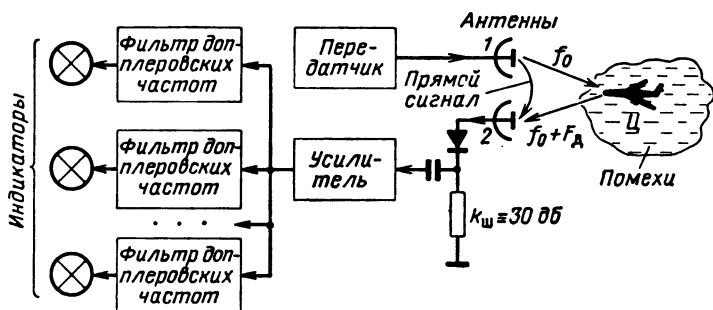 Индикаторы
Фильтр доп-
плеровских
частот
Фильтр доп-
плеровских
частот
. . .
Фильтр доп-
плеровских
частот
Пере-
датчик
Усили-
тель
Антенны
1
Прямой
сигнал
2
f₀
f₀ + Fд
Ц
Помехи
kш = 30 дб